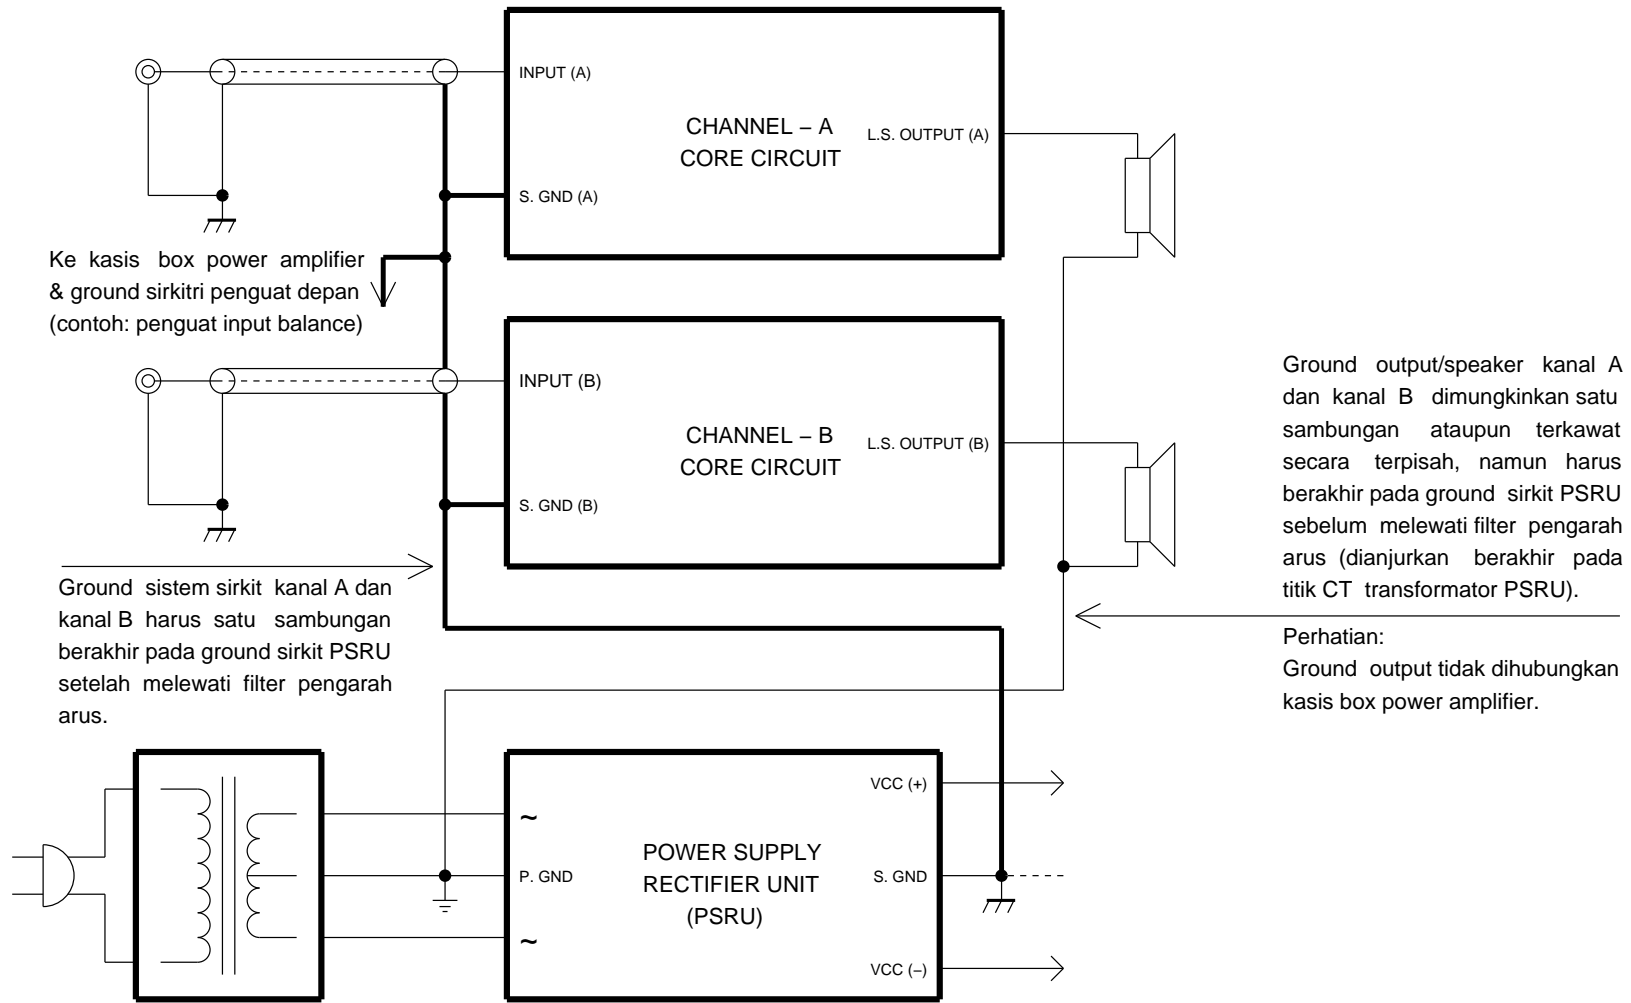 INPUT (A)
CHANNEL – A
CORE CIRCUIT
L.S. OUTPUT (A)
S. GND (A)
Ke kasis box power amplifier
& ground sirkitri penguat depan
(contoh: penguat input balance)
INPUT (B)
CHANNEL – B
CORE CIRCUIT
L.S. OUTPUT (B)
S. GND (B)
Ground output/speaker kanal A
dan kanal B dimungkinkan satu
sambungan ataupun terkawat
secara terpisah, namun harus
berakhir pada ground sirkit PSRU
sebelum melewati filter pengarah
arus (dianjurkan berakhir pada
titik CT transformator PSRU).
Perhatian:
Ground output tidak dihubungkan
kasis box power amplifier.
Ground sistem sirkit kanal A dan
kanal B harus satu sambungan
berakhir pada ground sirkit PSRU
setelah melewati filter pengarah
arus.
VCC (+)
~
POWER SUPPLY
RECTIFIER UNIT
(PSRU)
P. GND
S. GND
~
VCC (–)